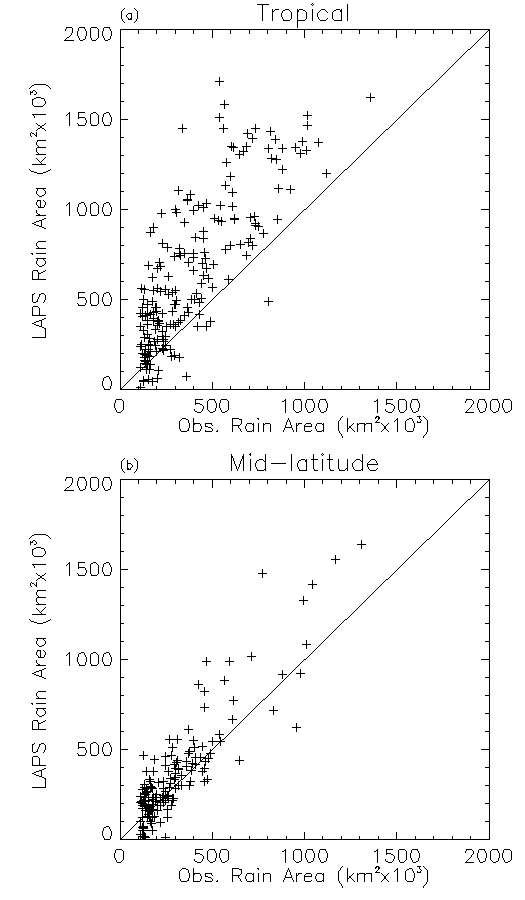 (a) Tropical
2000
1500
1000
500
0
LAPS Rain Area (km²x10³)
0 500 1000 1500 2000
Obs. Rain Area (km²x10³)
(b) Mid-latitude
2000
1500
1000
500
0
LAPS Rain Area (km²x10³)
0 500 1000 1500 2000
Obs. Rain Area (km²x10³)